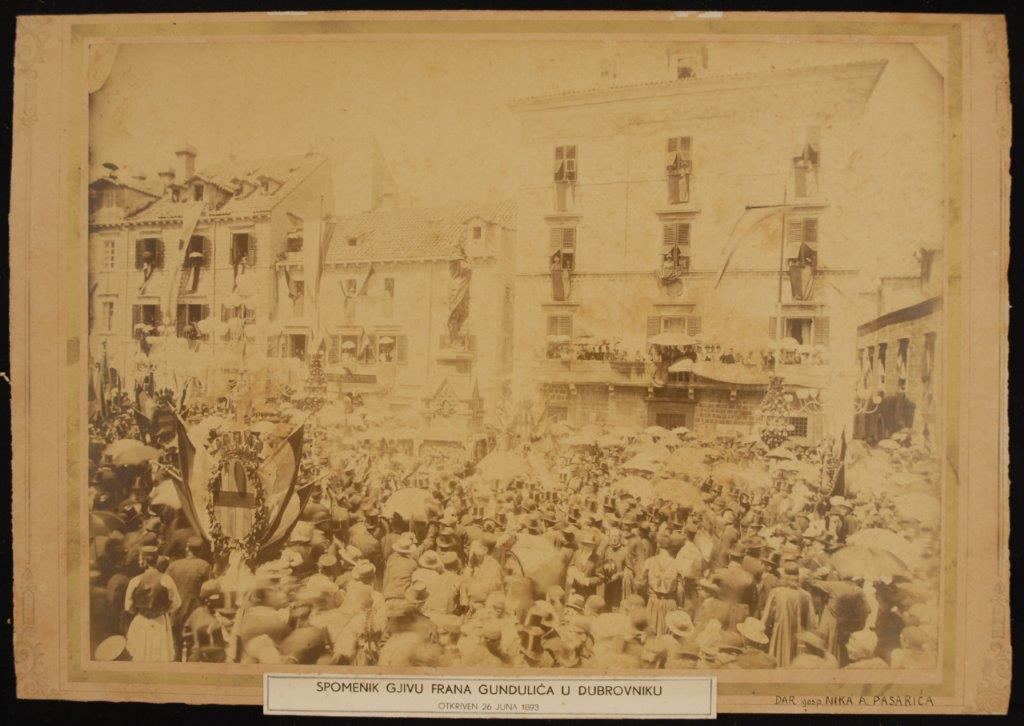 SPOMENIK GJIVU FRANA GUNDULIĆA U DUBROVNIKU
OTKRIVEN 26 JUNA 1893
DAR gosp. NIKA A. PASARIĆA